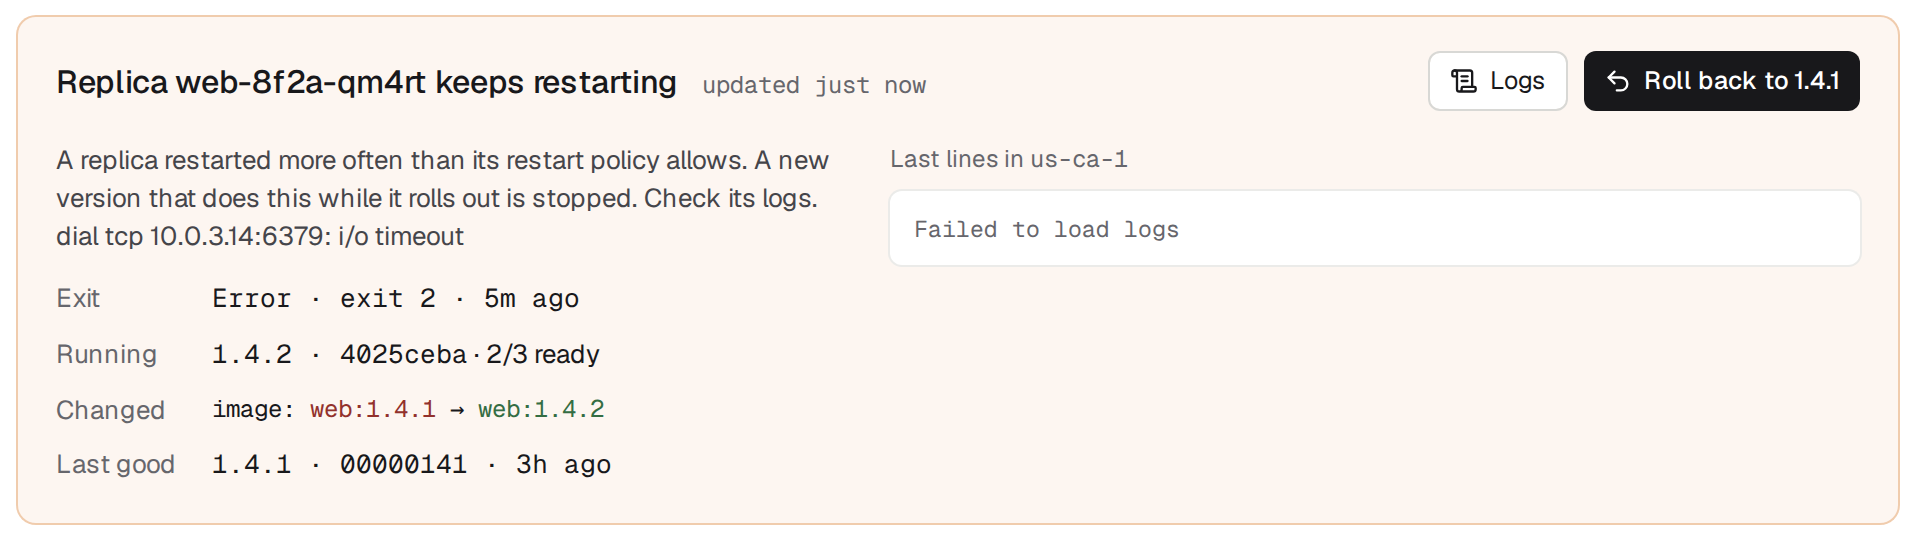 Replica web-8f2a-qm4rt keeps restarting updated just now
Logs
Roll back to 1.4.1
A replica restarted more often than its restart policy allows. A new
version that does this while it rolls out is stopped. Check its logs.
dial tcp 10.0.3.14:6379: i/o timeout
Exit Error · exit 2 · 5m ago
Running 1.4.2 · 4025ceba · 2/3 ready
Changed image: web:1.4.1 → web:1.4.2
Last good 1.4.1 · 00000141 · 3h ago
Last lines in us-ca-1
Failed to load logs